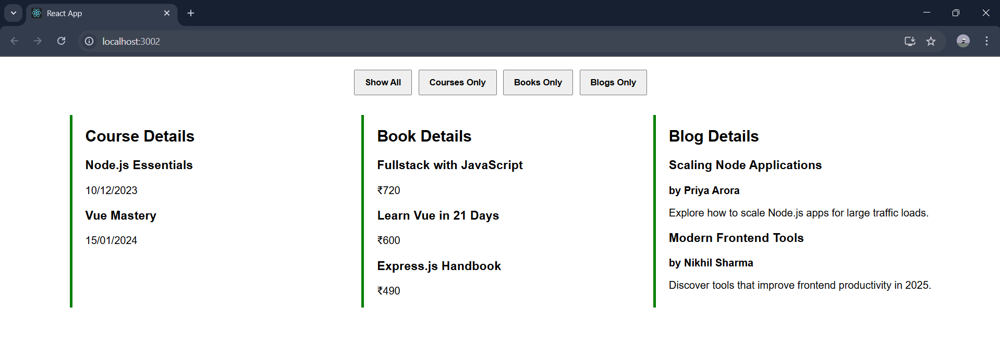 React App
localhost:3002
Show All
Courses Only
Books Only
Blogs Only
Course Details
Node.js Essentials
10/12/2023
Vue Mastery
15/01/2024
Book Details
Fullstack with JavaScript
₹720
Learn Vue in 21 Days
₹600
Express.js Handbook
₹490
Blog Details
Scaling Node Applications
by Priya Arora
Explore how to scale Node.js apps for large traffic loads.
Modern Frontend Tools
by Nikhil Sharma
Discover tools that improve frontend productivity in 2025.